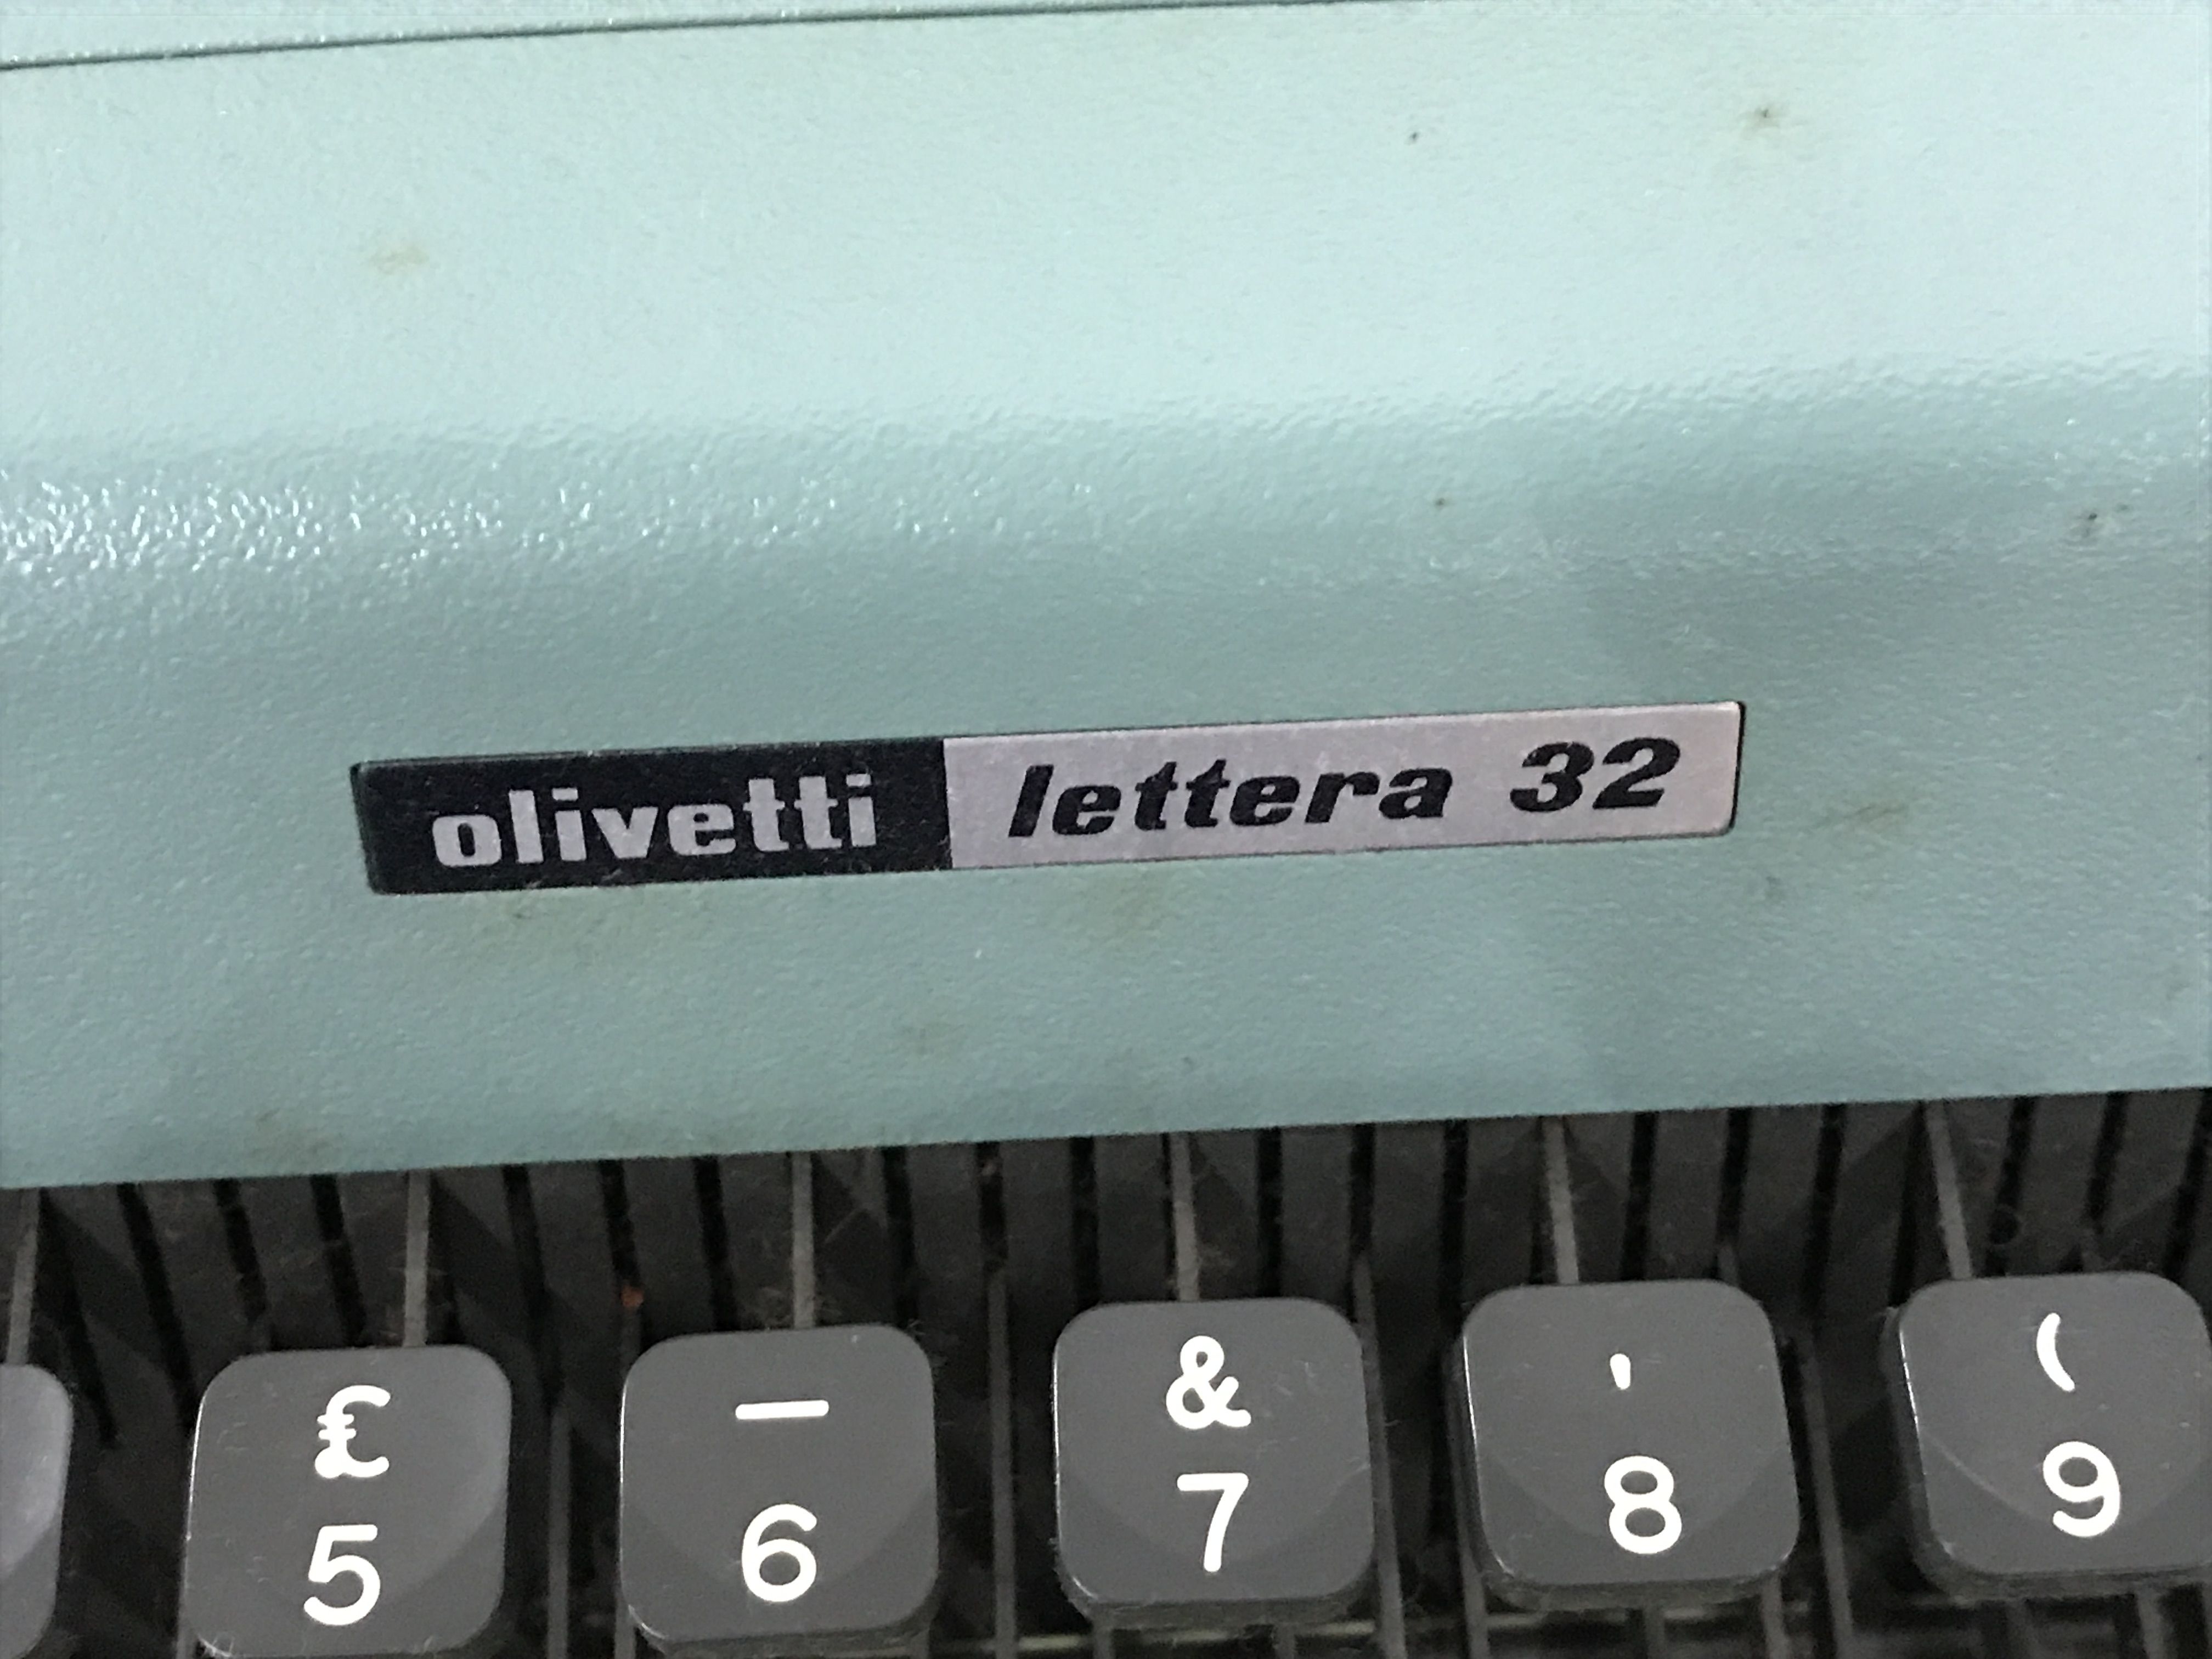 olivetti lettera 32
£ _ & ' (
5 6 7 8 9